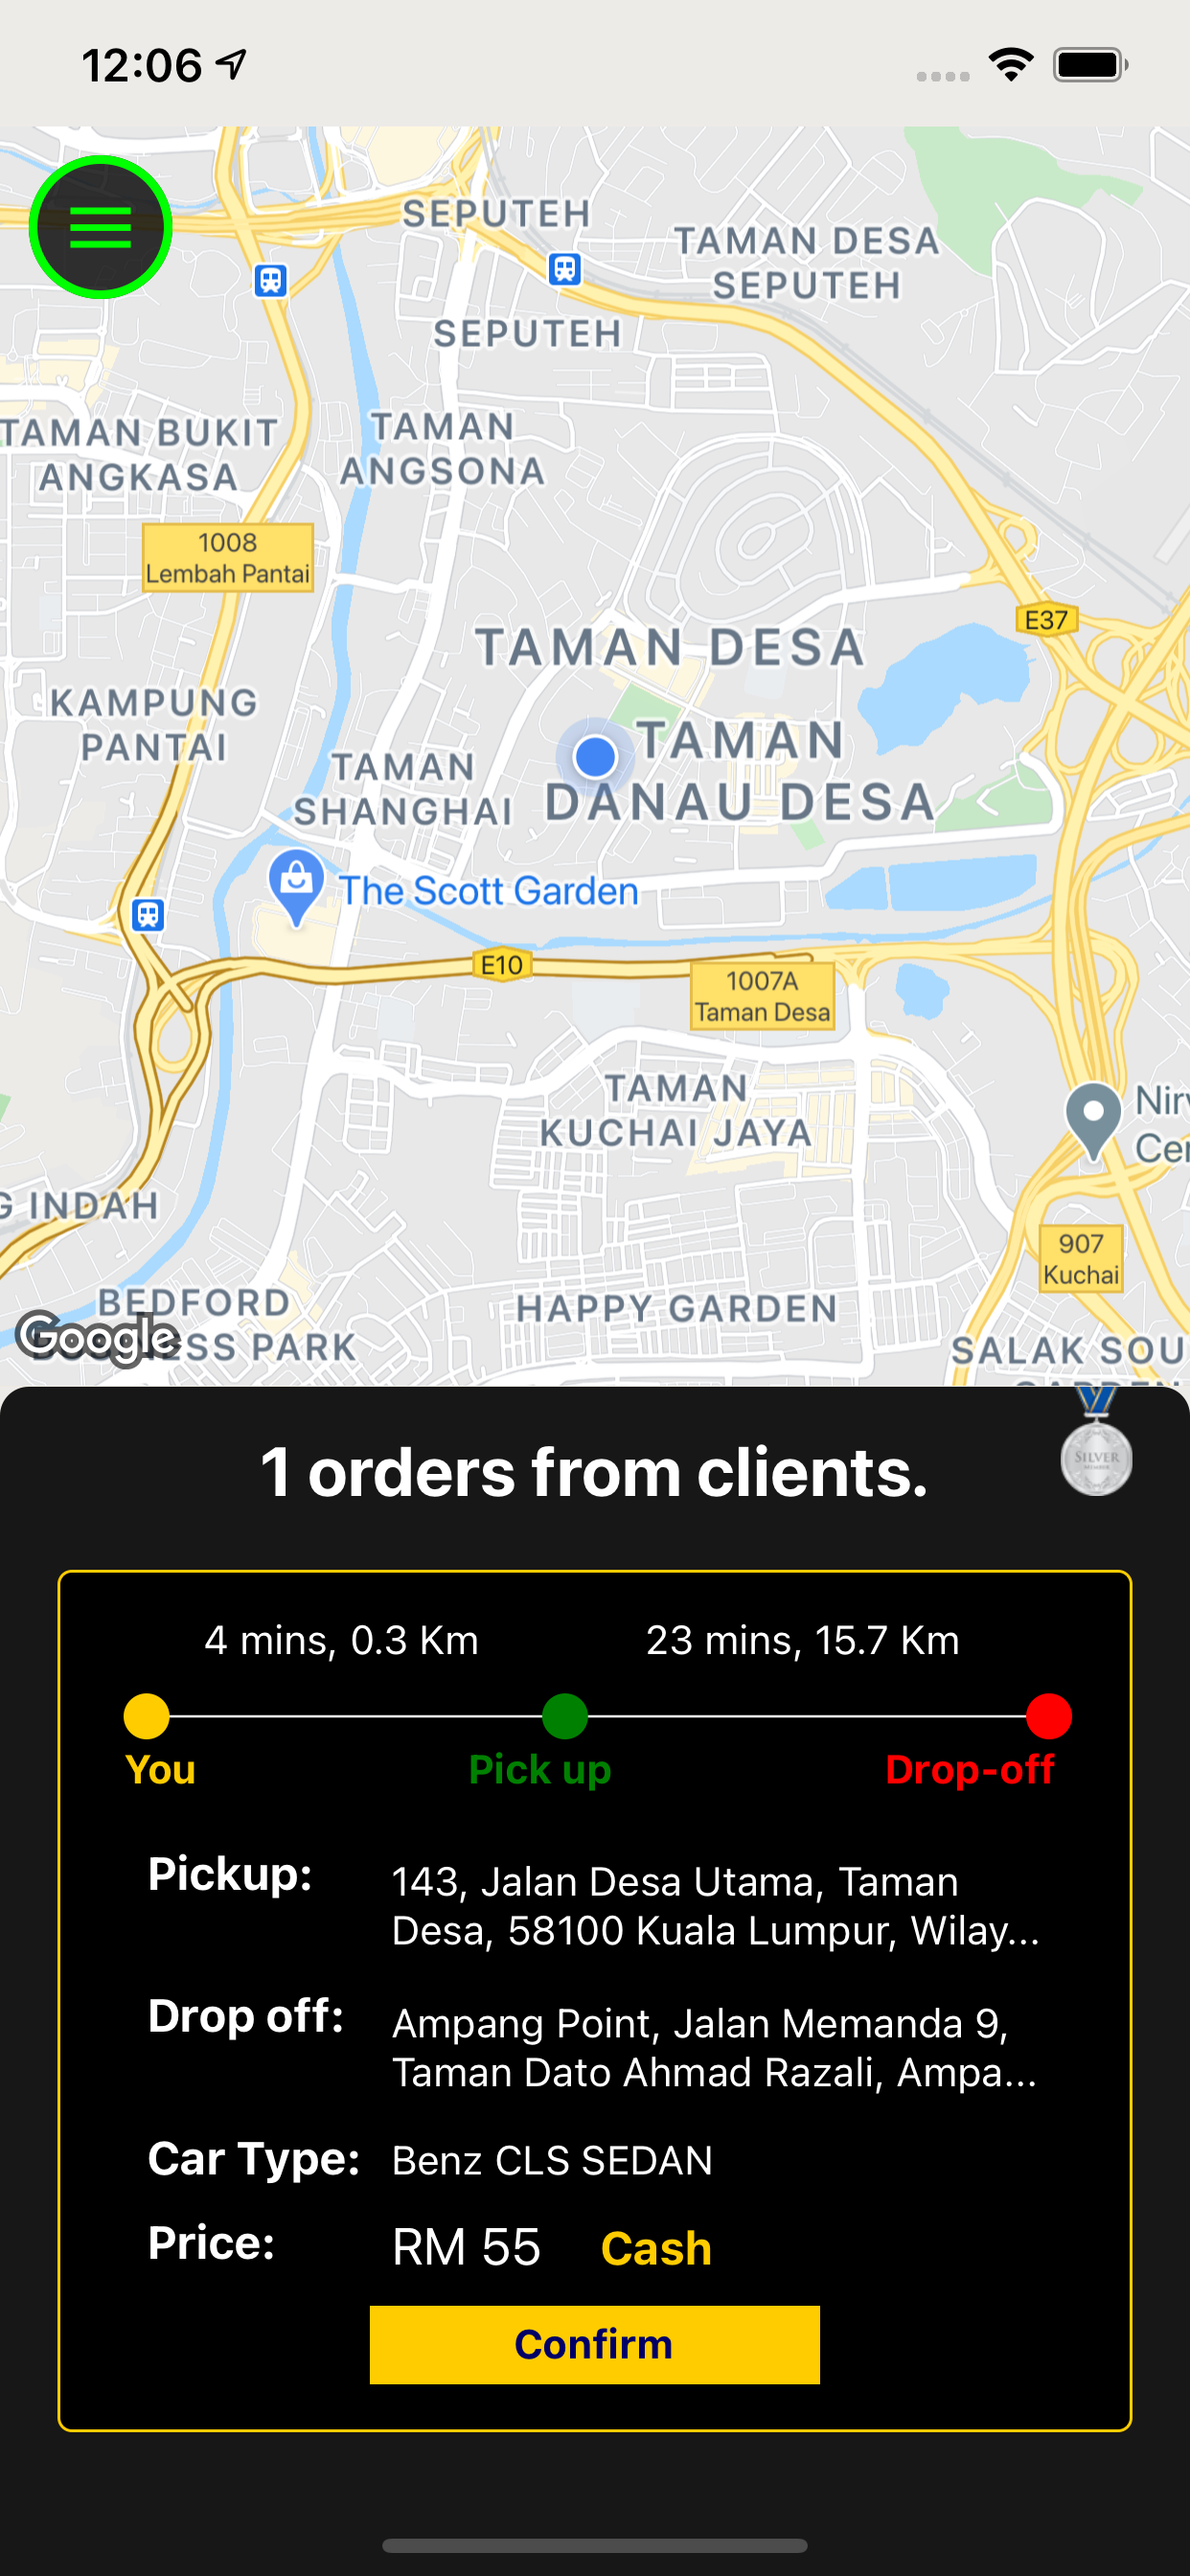 12:06
SEPUTEH
TAMAN DESA
SEPUTEH
SEPUTEH
TAMAN BUKIT
ANGKASA
TAMAN
ANGSONA
1008
Lembah Pantai
E37
TAMAN DESA
KAMPUNG
PANTAI
TAMAN
DANAU DESA
TAMAN
SHANGHAI
The Scott Garden
E10
1007A
Taman Desa
TAMAN
KUCHAI JAYA
Nirv
Cer
G INDAH
907
Kuchai
BEDFORD
ESS PARK
Google
HAPPY GARDEN
SALAK SOU
1 orders from clients.
SILVER
4 mins, 0.3 Km
23 mins, 15.7 Km
You
Pick up
Drop-off
Pickup:
143, Jalan Desa Utama, Taman
Desa, 58100 Kuala Lumpur, Wilay...
Drop off:
Ampang Point, Jalan Memanda 9,
Taman Dato Ahmad Razali, Ampa...
Car Type: Benz CLS SEDAN
Price: RM 55 Cash
Confirm